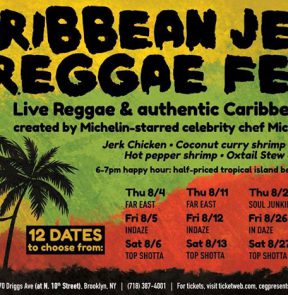 RIBBEAN JE
REGGAE FE
Live Reggae & authentic Caribbe
created by Michelin-starred celebrity chef Mic
Jerk Chicken • Coconut curry shrimp
Hot pepper shrimp • Oxtail Stew
6-7pm happy hour: half-priced tropical island be
12 DATES
to choose from:
Thu 8/4
FAR EAST
Fri 8/5
INDAZE
Sat 8/6
TOP SHOTTA
Thu 8/11
FAR EAST
Fri 8/12
INDAZE
Sat 8/13
TOP SHOTTA
Thu 8/2
SOUL JUNKI
Fri 8/26
IN DAZE
Sat 8/27
TOP SHOTTA
70 Driggs Ave (at N. 10th Street), Brooklyn, NY | (718) 387-4001 | For tickets, visit ticketweb.com, cegpresent